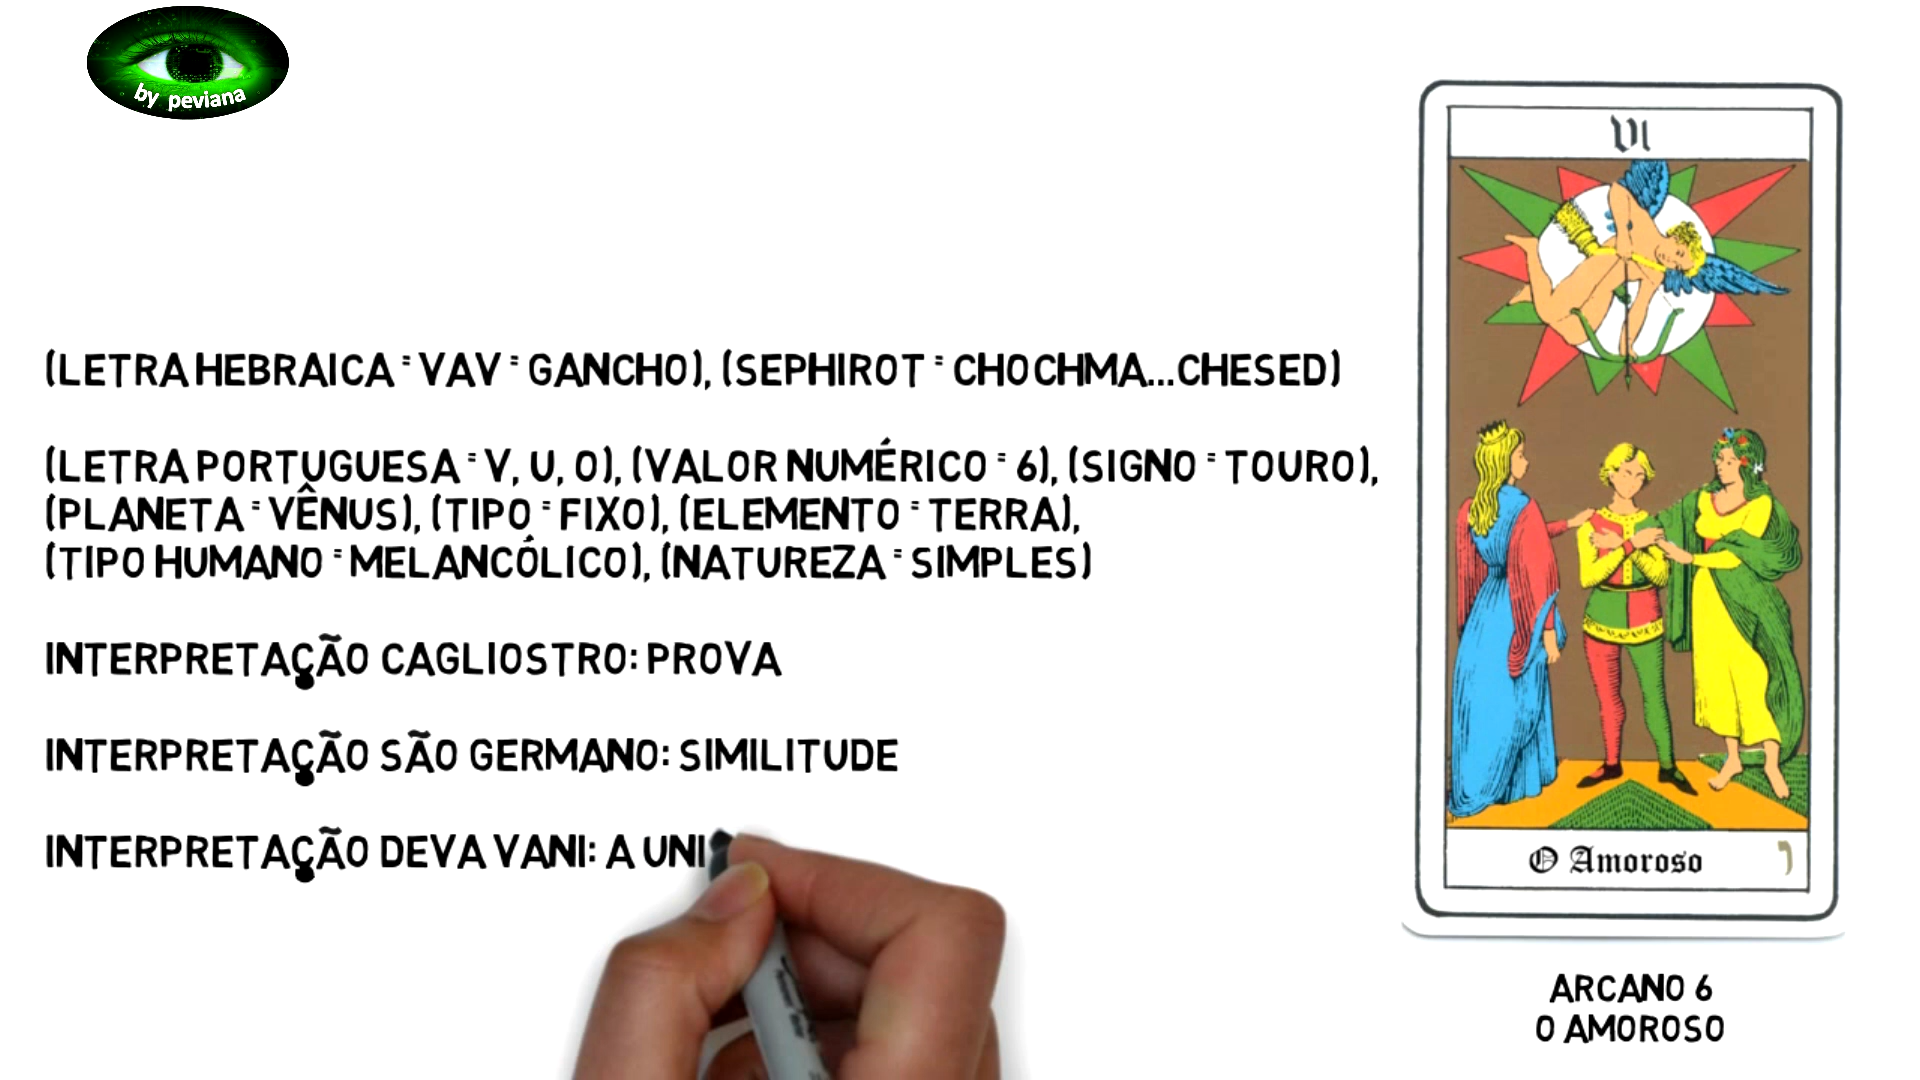 by peviana
VI
(LETRA HEBRAICA = VAV = GANCHO), (SEPHIROT = CHOCHMA...CHESED)
(LETRA PORTUGUESA = V, U, O), (VALOR NUMÉRICO = 6), (SIGNO = TOURO),
(PLANETA = VÊNUS), (TIPO = FIXO), (ELEMENTO = TERRA),
(TIPO HUMANO = MELANCÓLICO), (NATUREZA = SIMPLES)
INTERPRETAÇÃO CAGLIOSTRO: PROVA
INTERPRETAÇÃO SÃO GERMANO: SIMILITUDE
INTERPRETAÇÃO DEVA VANI: A UNI
O Amoroso ו
ARCANO 6
O AMOROSO